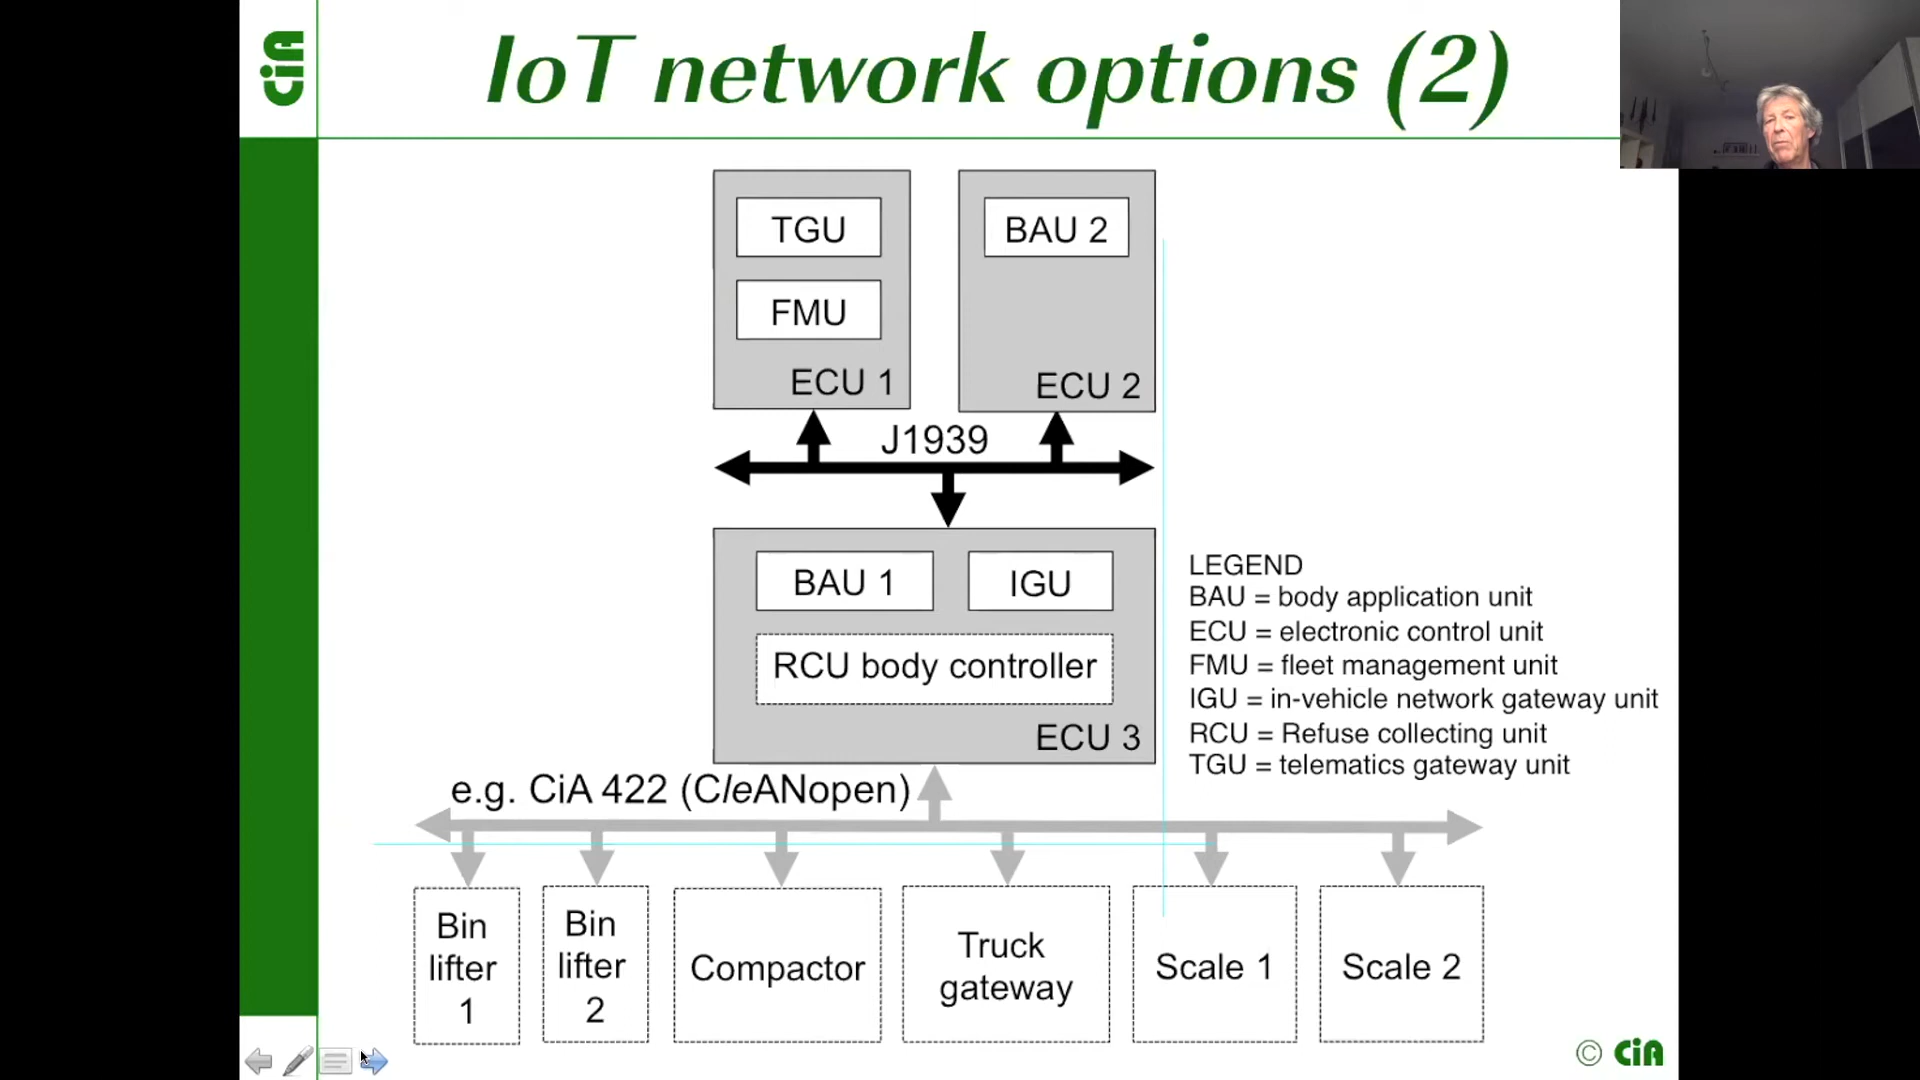 CiA
IoT network options (2)
TGU
FMU
ECU 1
BAU 2
ECU 2
J1939
BAU 1
IGU
RCU body controller
ECU 3
LEGEND
BAU = body application unit
ECU = electronic control unit
FMU = fleet management unit
IGU = in-vehicle network gateway unit
RCU = Refuse collecting unit
TGU = telematics gateway unit
e.g. CiA 422 (CleANopen)
Bin
lifter
1
Bin
lifter
2
Compactor
Truck
gateway
Scale 1
Scale 2
© CiA